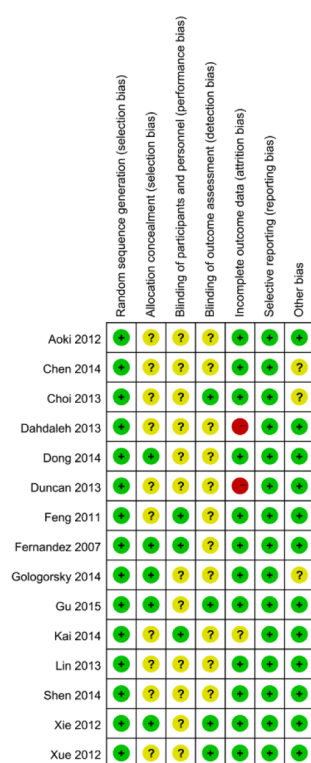 Random sequence generation (selection bias)
Allocation concealment (selection bias)
Blinding of participants and personnel (performance bias)
Blinding of outcome assessment (detection bias)
Incomplete outcome data (attrition bias)
Selective reporting (reporting bias)
Other bias
Aoki 2012 + ? ? ? + + +
Chen 2014 + ? ? ? + + ?
Choi 2013 + ? ? + + + ?
Dahdaleh 2013 + ? ? ? - + +
Dong 2014 + + ? ? + + +
Duncan 2013 + ? ? ? - + +
Feng 2011 + ? + ? + + +
Fernandez 2007 + + + ? + + +
Gologorsky 2014 + + ? ? + + ?
Gu 2015 + + ? + + + +
Kai 2014 + ? + ? ? + +
Lin 2013 + ? ? ? + + +
Shen 2014 + ? ? ? + + +
Xie 2012 + + ? + + + +
Xue 2012 + ? ? + + + +